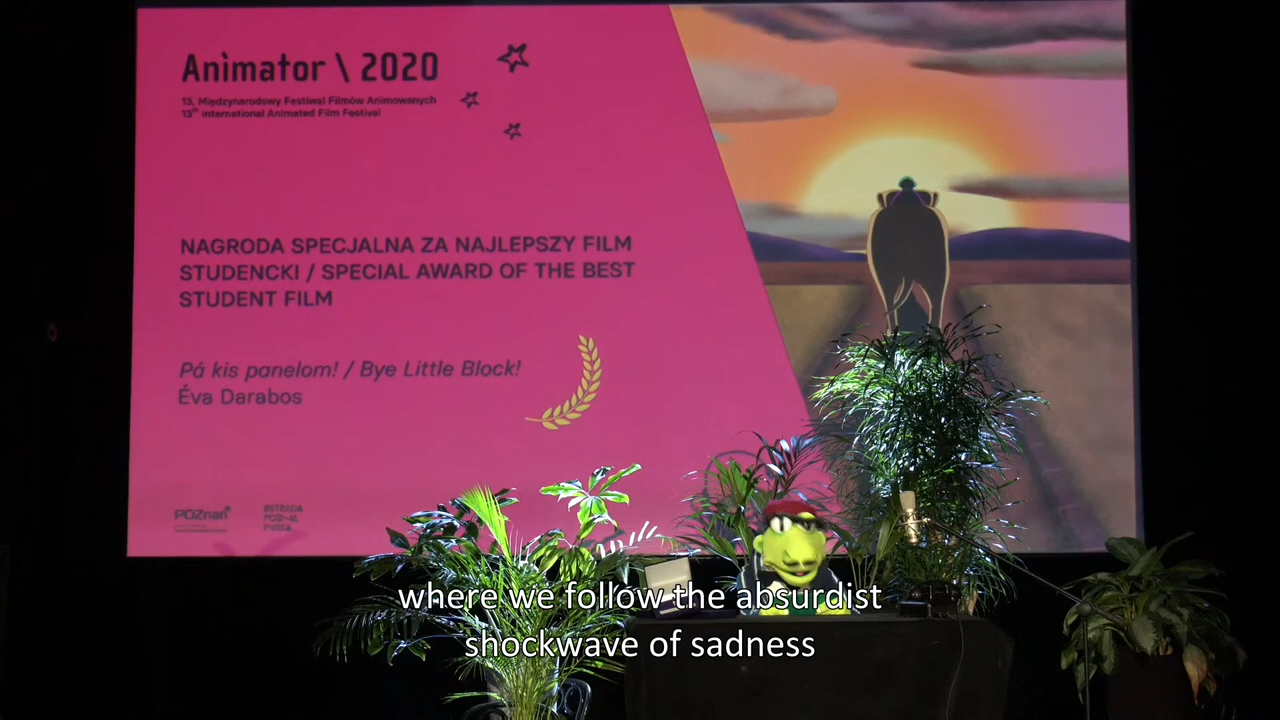 Animator \ 2020
13. Międzynarodowy Festiwal Filmów Animowanych
13th International Animated Film Festival
NAGRODA SPECJALNA ZA NAJLEPSZY FILM
STUDENCKI / SPECIAL AWARD OF THE BEST
STUDENT FILM
Pá kis panelom! / Bye Little Block!
Éva Darabos
POZnan*
ESTRADA
POZNAŃ
where we follow the absurdist
shockwave of sadness